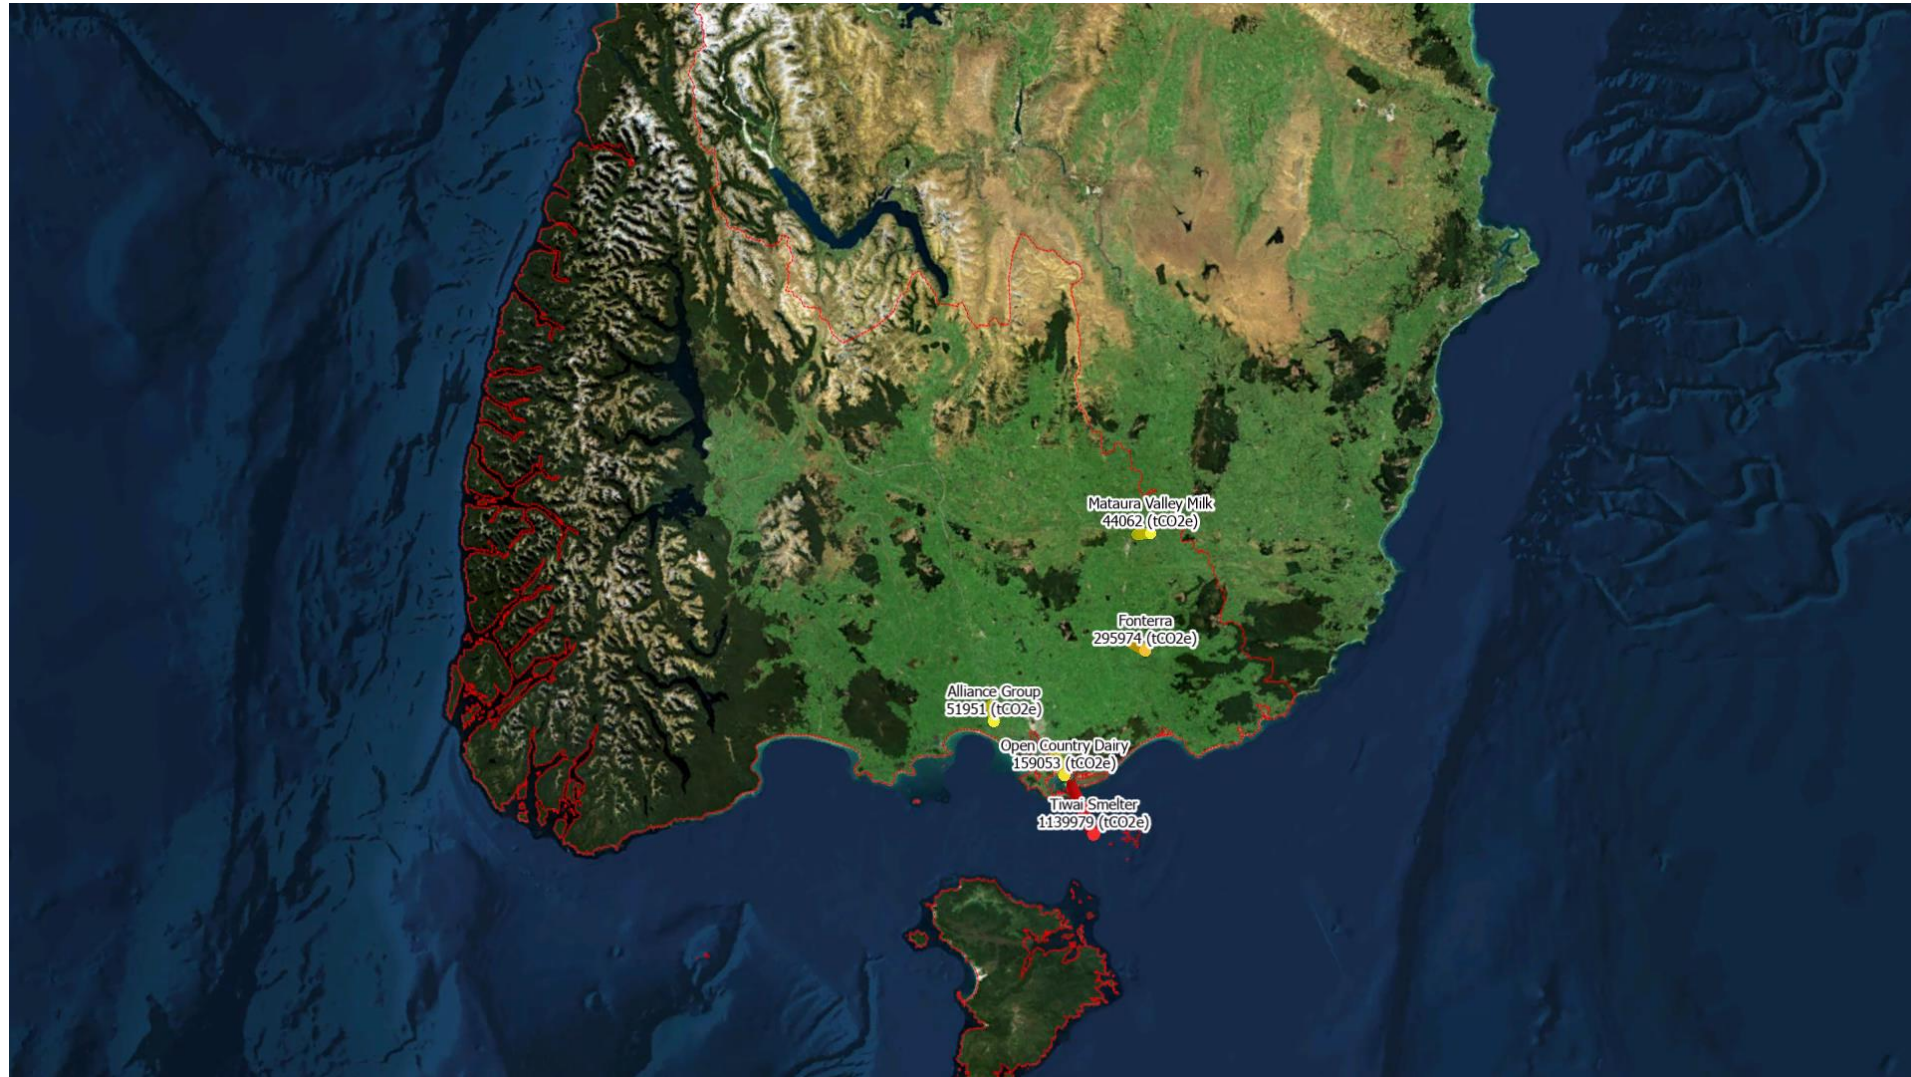 Mataura Valley Milk
44062 (tCO2e)
Fonterra
295974 (tCO2e)
Alliance Group
51951 (tCO2e)
Open Country Dairy
159053 (tCO2e)
Tiwai Smelter
1139979 (tCO2e)